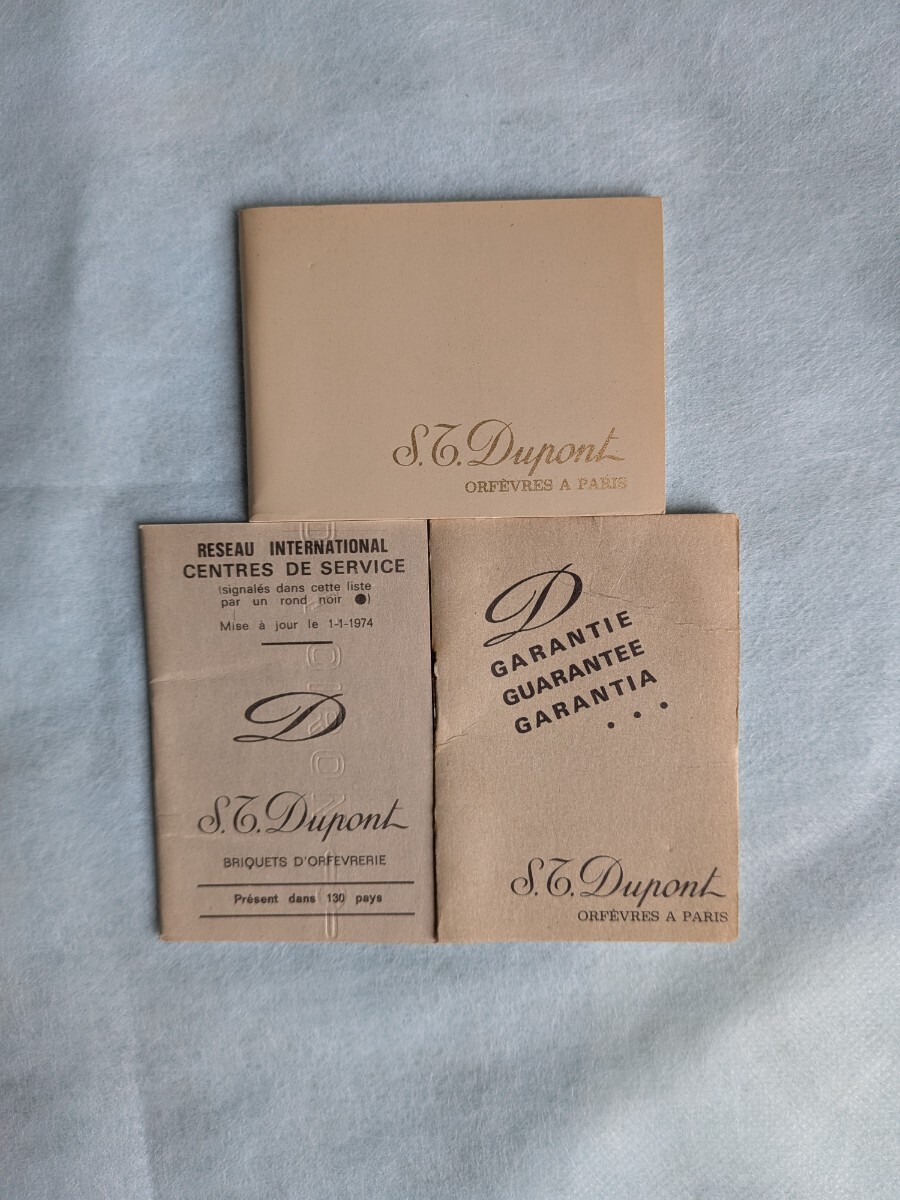 S.T. Dupont
ORFÈVRES A PARIS
RESEAU INTERNATIONAL
CENTRES DE SERVICE
(signalés dans cette liste
par un rond noir ●)
Mise à jour le 1-1-1974
D
S.T. Dupont
BRIQUETS D'ORFEVRERIE
Présent dans 130 pays
D
GARANTIE
GUARANTEE
GARANTIA
• • •
S.T. Dupont
ORFÈVRES A PARIS